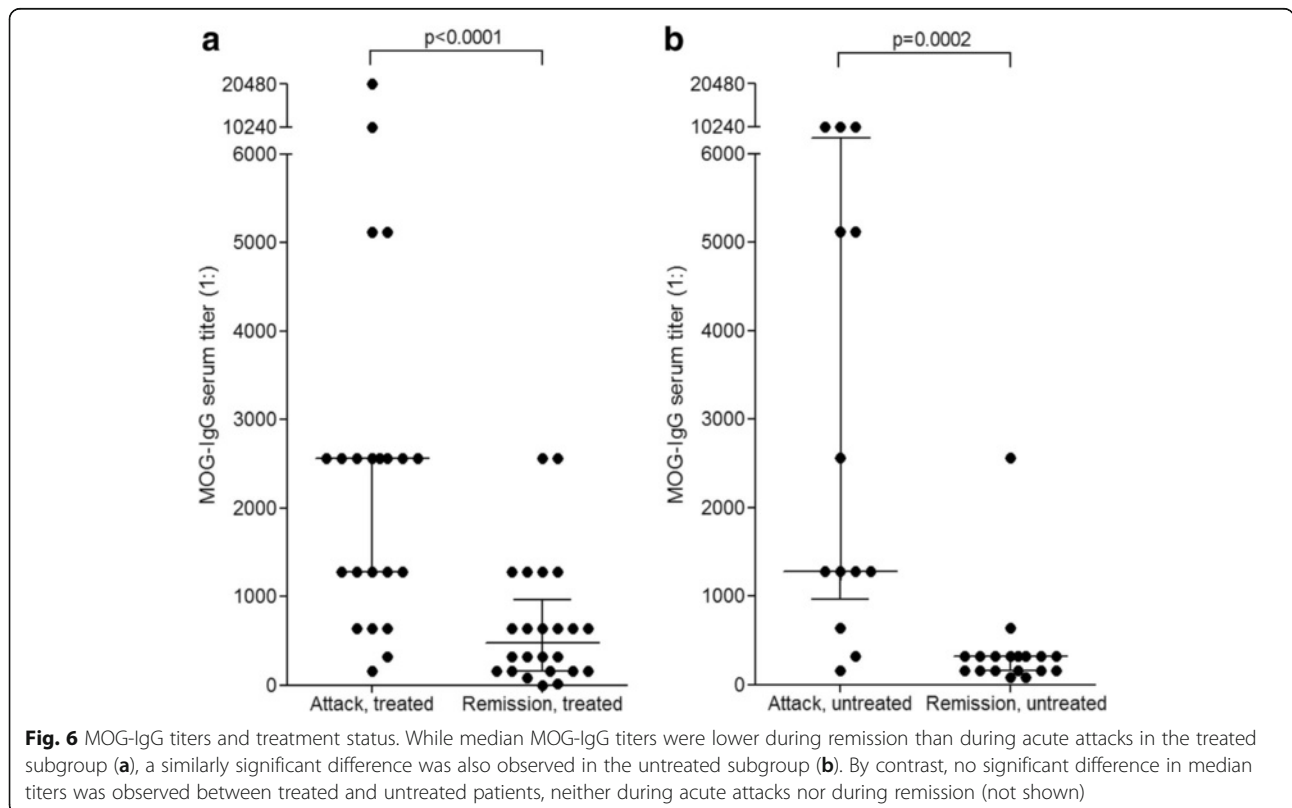 a
p<0.0001
20480
10240
6000
5000
4000
3000
2000
1000
0
MOG-IgG serum titer (1:)
Attack, treated Remission, treated
b
p=0.0002
20480
10240
6000
5000
4000
3000
2000
1000
0
MOG-IgG serum titer (1:)
Attack, untreated Remission, untreated
Fig. 6 MOG-IgG titers and treatment status. While median MOG-IgG titers were lower during remission than during acute attacks in the treated
subgroup (a), a similarly significant difference was also observed in the untreated subgroup (b). By contrast, no significant difference in median
titers was observed between treated and untreated patients, neither during acute attacks nor during remission (not shown)